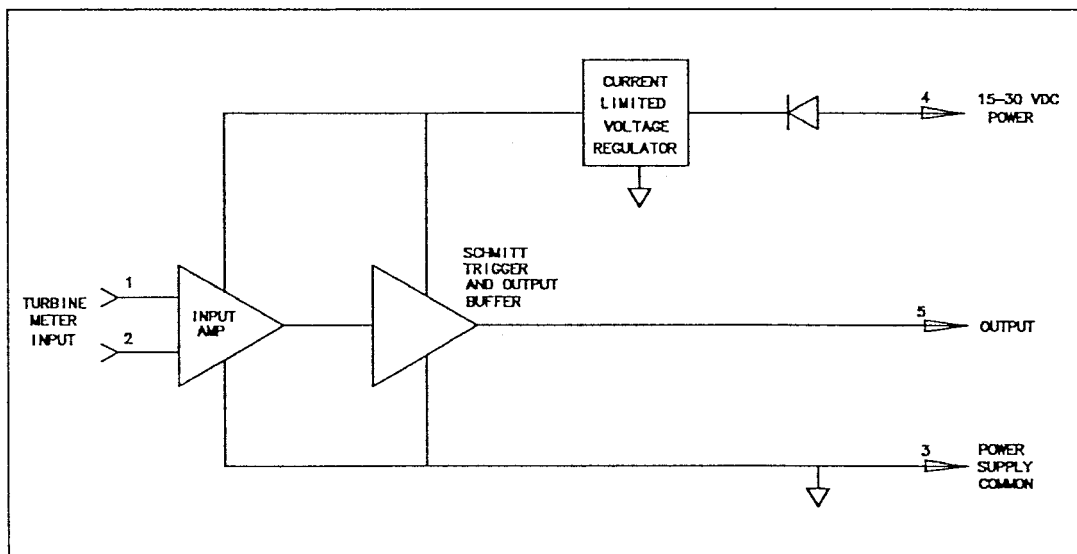 CURRENT
LIMITED
VOLTAGE
REGULATOR
4
15-30 VDC
POWER
SCHMITT
TRIGGER
AND OUTPUT
BUFFER
1
TURBINE
METER
INPUT
2
INPUT
AMP
5
OUTPUT
3
POWER
SUPPLY
COMMON